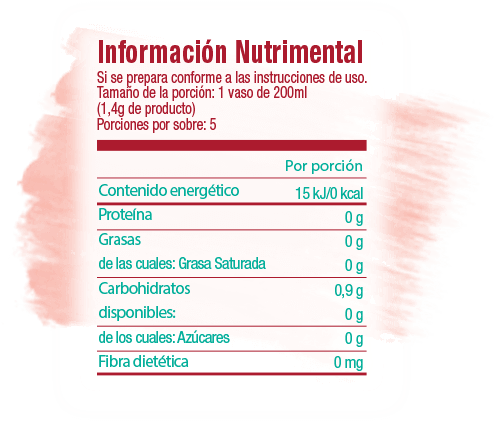 Información Nutrimental
Si se prepara conforme a las instrucciones de uso.
Tamaño de la porción: 1 vaso de 200ml
(1,4g de producto)
Porciones por sobre: 5
Por porción
Contenido energético 15 kJ/0 kcal
Proteína 0 g
Grasas 0 g
de las cuales: Grasa Saturada 0 g
Carbohidratos 0,9 g
disponibles: 0 g
de los cuales: Azúcares 0 g
Fibra dietética 0 mg